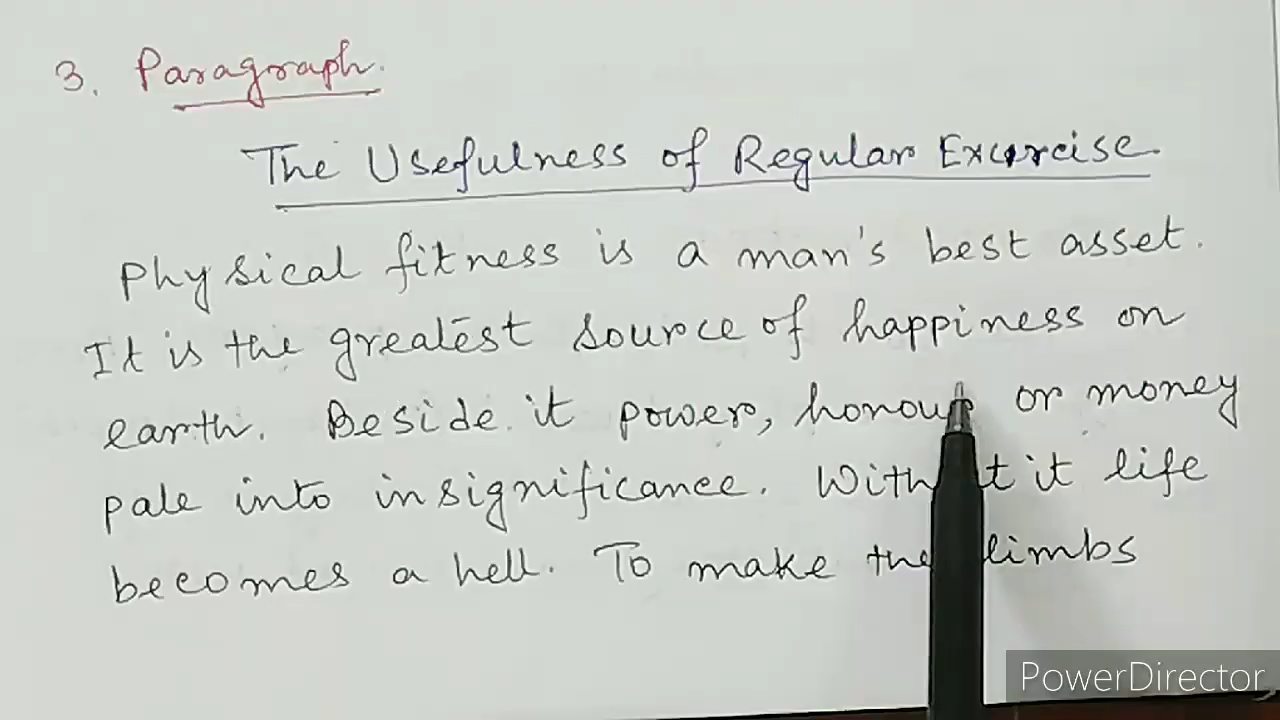 3. Paragraph.
The Usefulness of Regular Excercise.
Physical fitness is a man's best asset.
It is the greatest source of happiness on
earth. Beside it power, honour or money
pale into insignificance. With t it life
becomes a hell. To make the limbs
PowerDirector